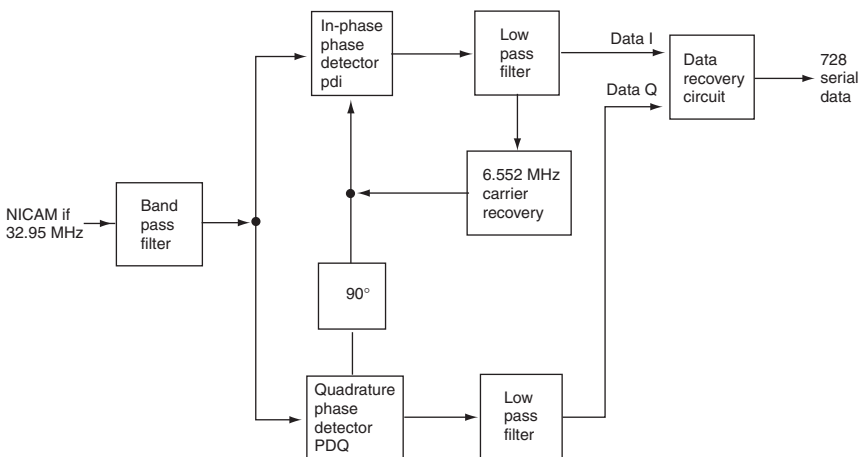 In-phase
phase
detector
pdi
Low
pass
filter
Data I
Data
recovery
circuit
728
serial
data
Data Q
6.552 MHz
carrier
recovery
NICAM if
32.95 MHz
Band
pass
filter
90°
Quadrature
phase
detector
PDQ
Low
pass
filter